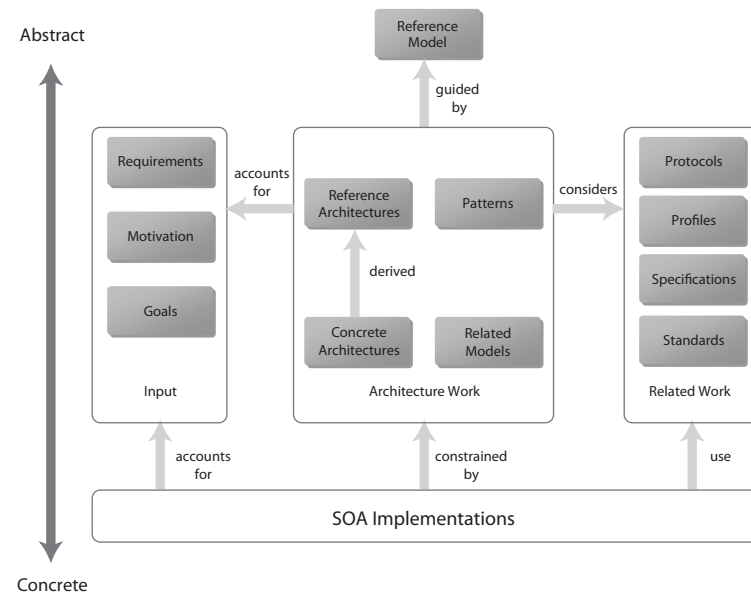 Abstract
Reference
Model
guided
by
Requirements
Motivation
Goals
Input
accounts
for
Reference
Architectures
Patterns
derived
Concrete
Architectures
Related
Models
Architecture Work
considers
Protocols
Profiles
Specifications
Standards
Related Work
accounts
for
constrained
by
use
SOA Implementations
Concrete